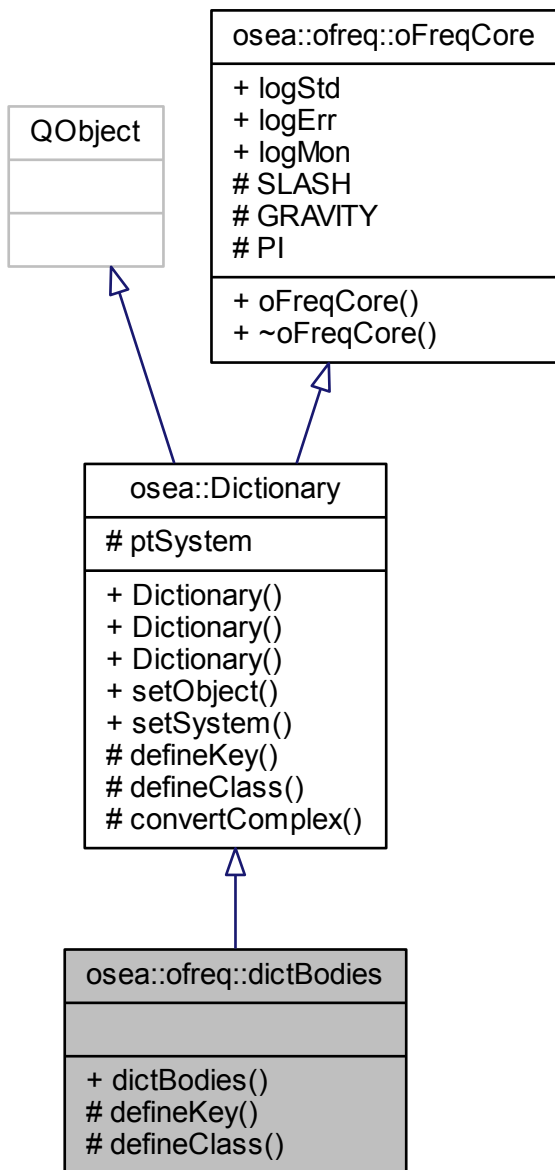 osea::ofreq::oFreqCore
+ logStd
+ logErr
+ logMon
# SLASH
# GRAVITY
# PI
+ oFreqCore()
+ ~oFreqCore()
QObject
osea::Dictionary
# ptSystem
+ Dictionary()
+ Dictionary()
+ Dictionary()
+ setObject()
+ setSystem()
# defineKey()
# defineClass()
# convertComplex()
osea::ofreq::dictBodies
+ dictBodies()
# defineKey()
# defineClass()